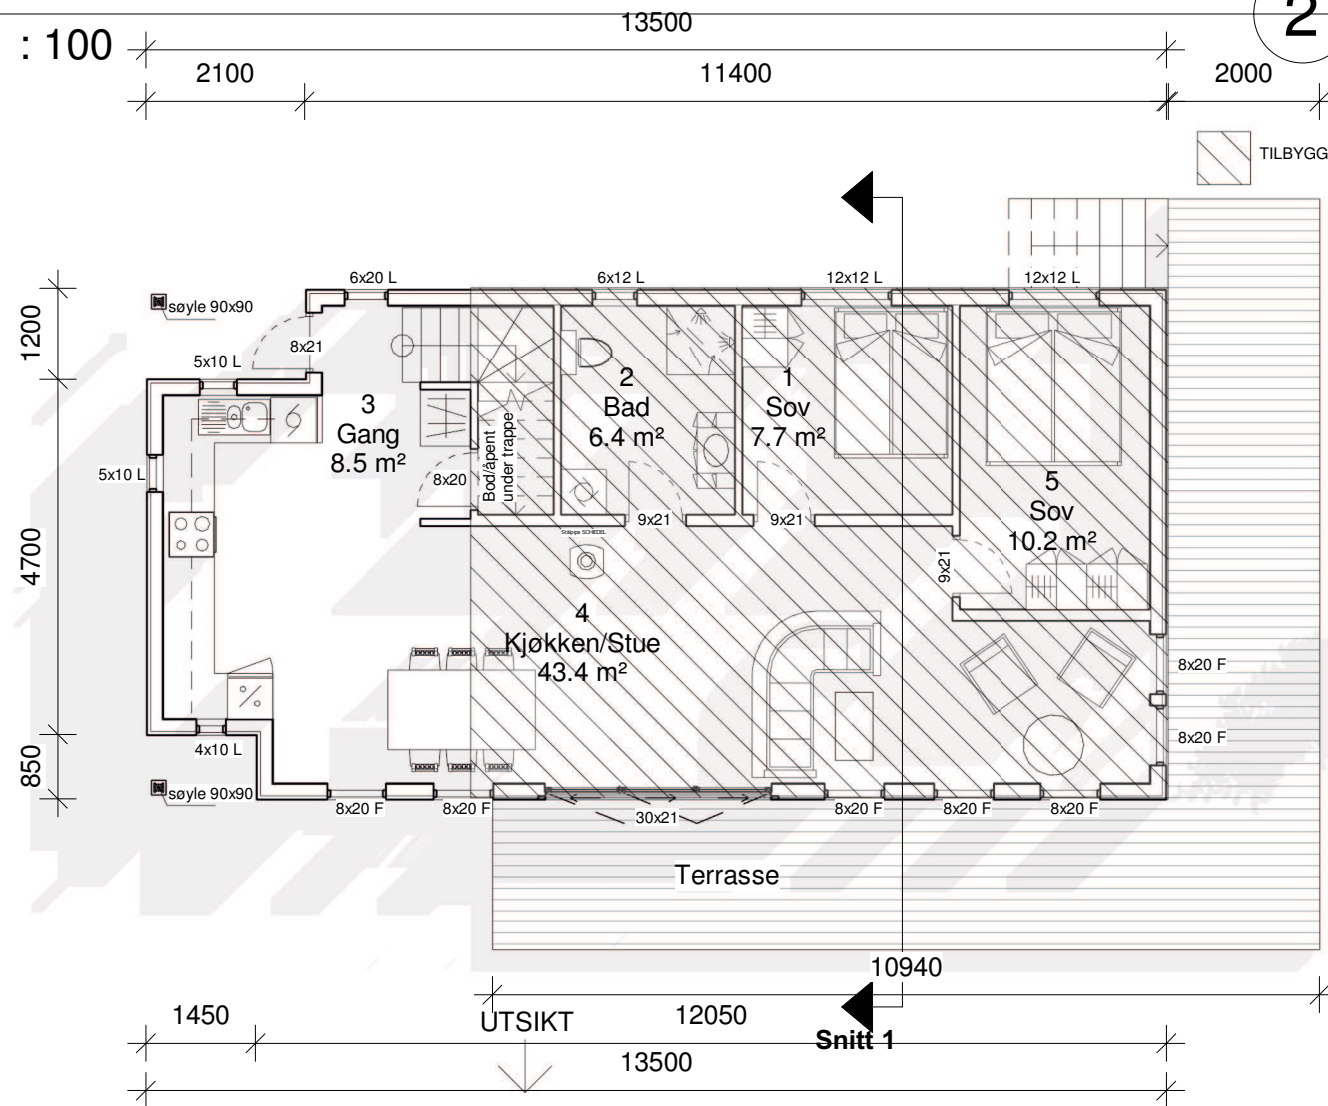 13500
2
: 100
2100
11400
2000
TILBYGG
6x20 L
6x12 L
12x12 L
12x12 L
søyle 90x90
1200
8x21
5x10 L
3
Gang
8.5 m²
2
Bad
6.4 m²
1
Sov
7.7 m²
5x10 L
8x20
Bod/åpent
under trappe
5
Sov
10.2 m²
9x21
9x21
9x21
4700
4
Kjøkken/Stue
43.4 m²
8x20 F
8x20 F
4x10 L
850
søyle 90x90
8x20 F
8x20 F
30x21
8x20 F
8x20 F
8x20 F
Terrasse
10940
1450
UTSIKT
12050
Snitt 1
13500